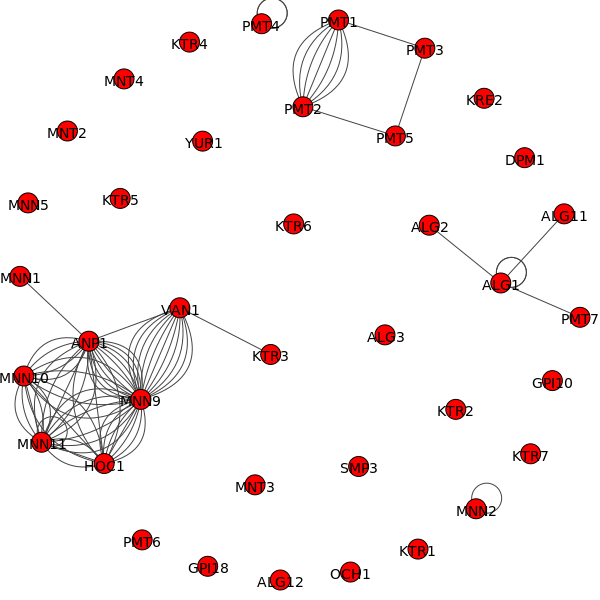 PMT4
PMT1
KTR4
PMT3
MNT4
KRE2
PMT2
MNT2
PMT5
YUR1
DPM1
KTR5
MNN5
ALG11
KTR6
ALG2
MNN1
ALG1
VAN1
PMT7
ALG3
ANP1
KTR3
MNN10
GPI10
MNN9
KTR2
MNN11
KTR7
HOC1
SMP3
MNT3
MNN2
PMT6
KTR1
GPI18
OCH1
ALG12